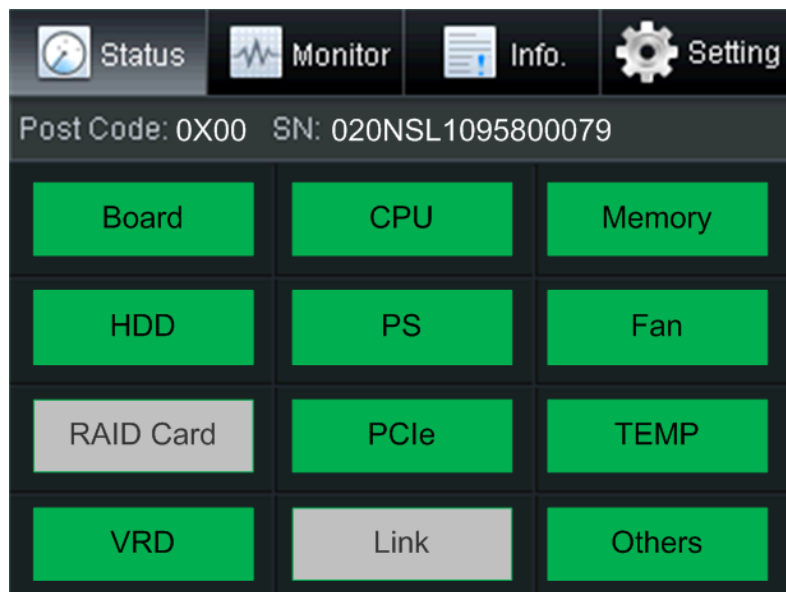 Status Monitor Info. Setting
Post Code: 0X00 SN: 020NSL1095800079
Board CPU Memory
HDD PS Fan
RAID Card PCIe TEMP
VRD Link Others